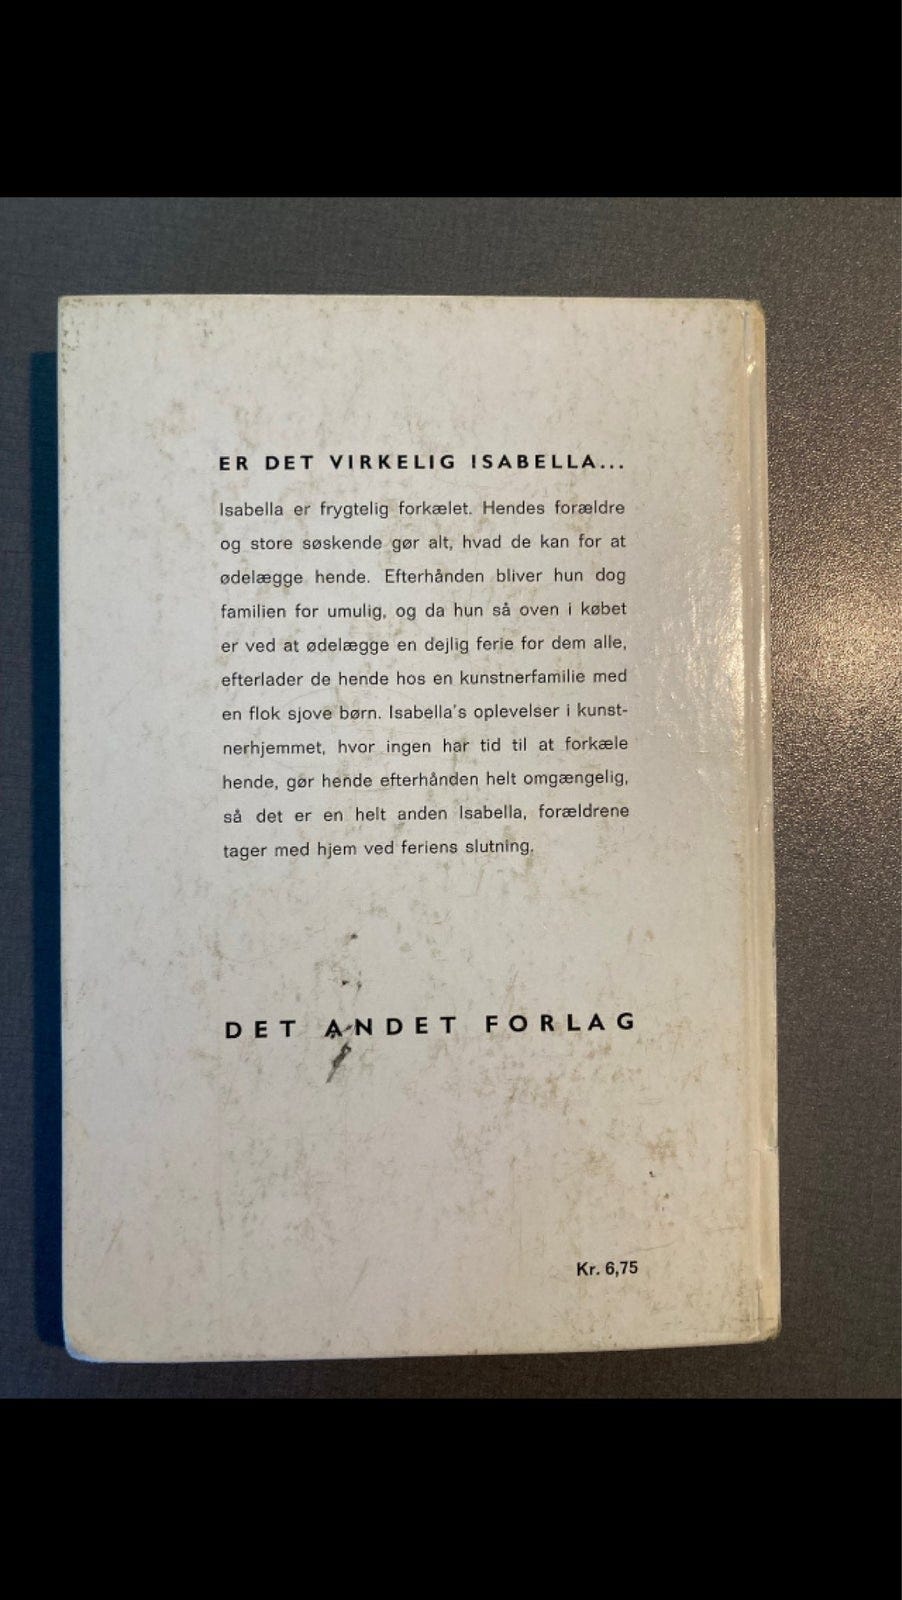 ER DET VIRKELIG ISABELLA...
Isabella er frygtelig forkælet. Hendes forældre
og store søskende gør alt, hvad de kan for at
ødelægge hende. Efterhånden bliver hun dog
familien for umulig, og da hun så oven i købet
er ved at ødelægge en dejlig ferie for dem alle,
efterlader de hende hos en kunstnerfamilie med
en flok sjove børn. Isabella's oplevelser i kunst-
nerhjemmet, hvor ingen har tid til at forkæle
hende, gør hende efterhånden helt omgængelig,
så det er en helt anden Isabella, forældrene
tager med hjem ved feriens slutning.
DET ANDET FORLAG
Kr. 6,75